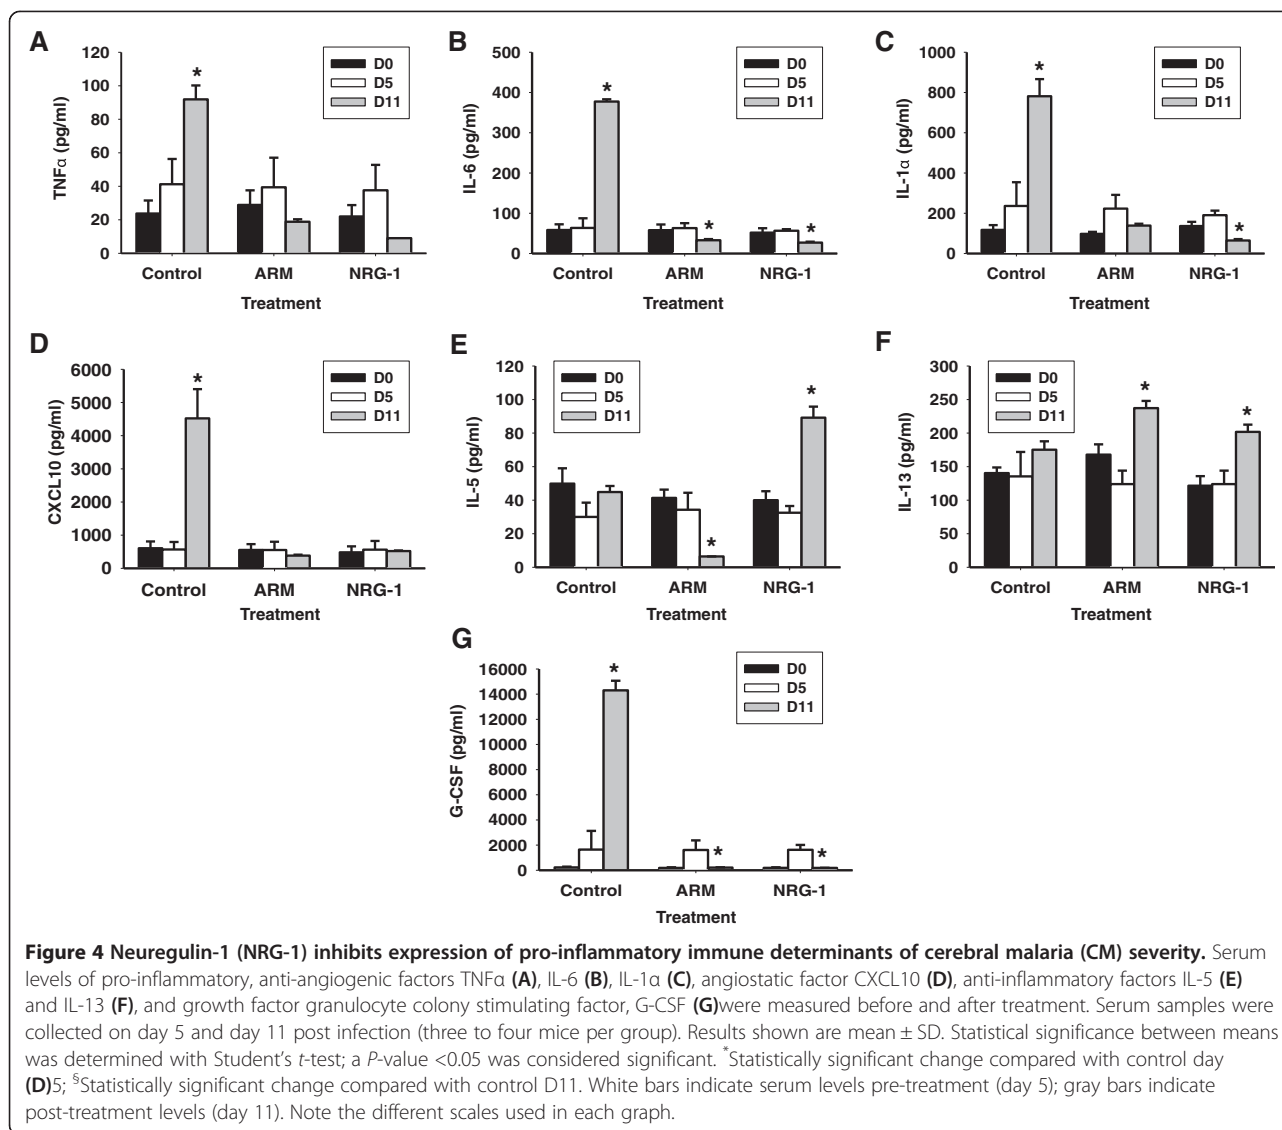 A
120
100
80
60
40
20
0
TNFα (pg/ml)
*
D0
D5
D11
Control ARM NRG-1
Treatment
B
500
400
300
200
100
0
IL-6 (pg/ml)
*
*
*
D0
D5
D11
Control ARM NRG-1
Treatment
C
1000
800
600
400
200
0
IL-1α (pg/ml)
*
*
D0
D5
D11
Control ARM NRG-1
Treatment
D
6000
5000
4000
3000
2000
1000
0
CXCL10 (pg/ml)
*
D0
D5
D11
Control ARM NRG-1
Treatment
E
120
100
80
60
40
20
0
IL-5 (pg/ml)
D0
D5
D11
*
*
Control ARM NRG-1
Treatment
F
300
250
200
150
100
50
0
IL-13 (pg/ml)
D0
D5
D11
*
*
Control ARM NRG-1
Treatment
G
16000
14000
12000
10000
8000
6000
4000
2000
0
G-CSF (pg/ml)
*
*
*
D0
D5
D11
Control ARM NRG-1
Treatment
Figure 4 Neuregulin-1 (NRG-1) inhibits expression of pro-inflammatory immune determinants of cerebral malaria (CM) severity. Serum
levels of pro-inflammatory, anti-angiogenic factors TNFα (A), IL-6 (B), IL-1α (C), angiostatic factor CXCL10 (D), anti-inflammatory factors IL-5 (E)
and IL-13 (F), and growth factor granulocyte colony stimulating factor, G-CSF (G)were measured before and after treatment. Serum samples were
collected on day 5 and day 11 post infection (three to four mice per group). Results shown are mean ± SD. Statistical significance between means
was determined with Student's t-test; a P-value <0.05 was considered significant. *Statistically significant change compared with control day
(D)5; §Statistically significant change compared with control D11. White bars indicate serum levels pre-treatment (day 5); gray bars indicate
post-treatment levels (day 11). Note the different scales used in each graph.